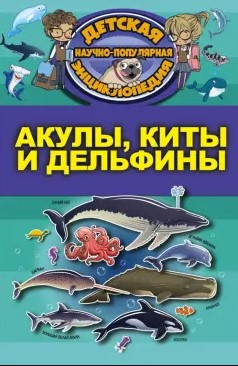 ДЕТСКАЯ
НАУЧНО-ПОПУЛЯРНАЯ
ЭНЦИКЛОПЕДИЯ
АКУЛЫ, КИТЫ
И ДЕЛЬФИНЫ